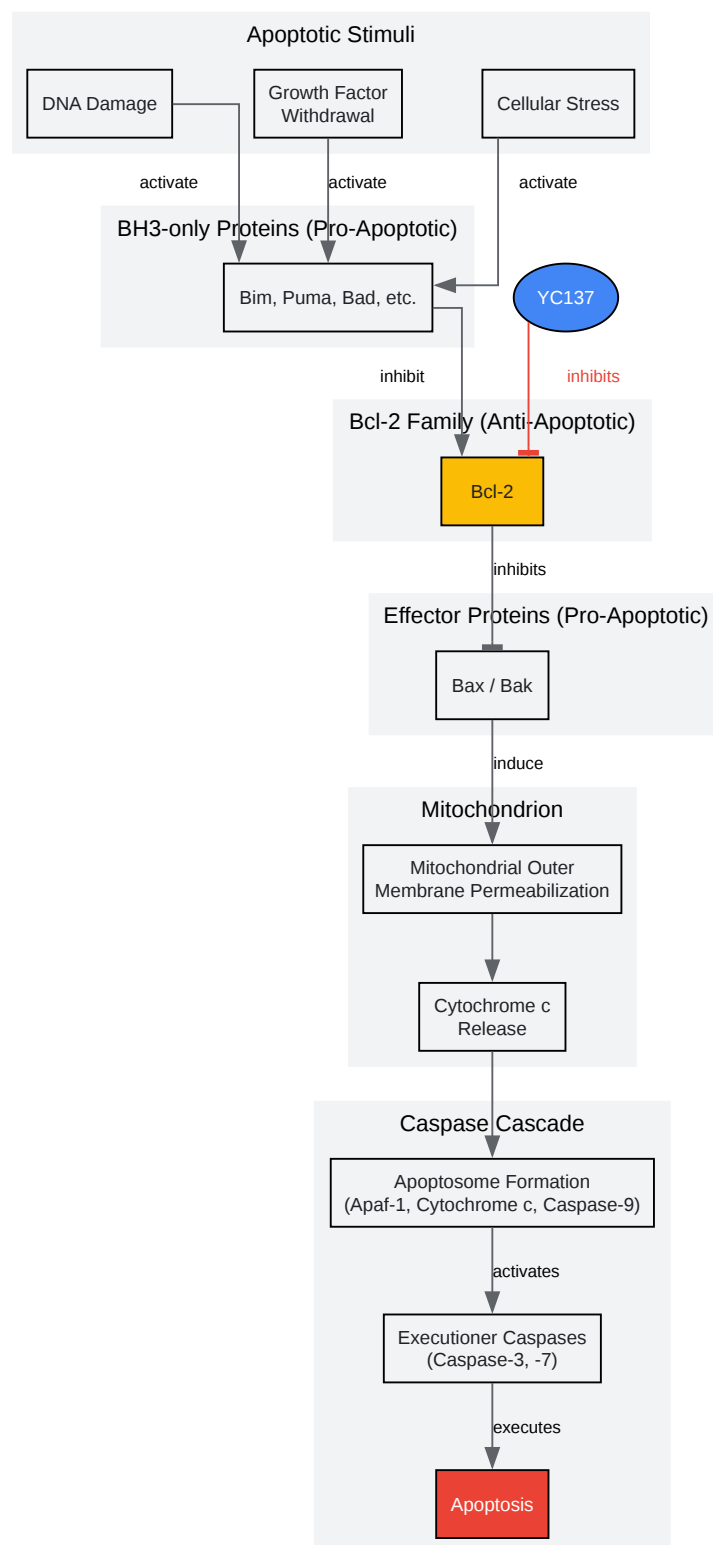 Apoptotic Stimuli
DNA Damage
Growth Factor
Withdrawal
Cellular Stress
activate
activate
activate
BH3-only Proteins (Pro-Apoptotic)
Bim, Puma, Bad, etc.
YC137
inhibit
inhibits
Bcl-2 Family (Anti-Apoptotic)
Bcl-2
inhibits
Effector Proteins (Pro-Apoptotic)
Bax / Bak
induce
Mitochondrion
Mitochondrial Outer
Membrane Permeabilization
Cytochrome c
Release
Caspase Cascade
Apoptosome Formation
(Apaf-1, Cytochrome c, Caspase-9)
activates
Executioner Caspases
(Caspase-3, -7)
executes
Apoptosis